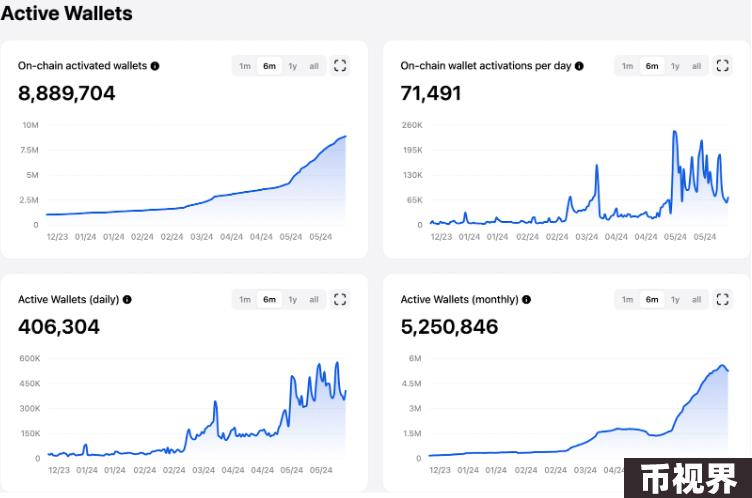 Active Wallets
On-chain activated wallets
1m 6m 1y all
8,889,704
10M
7.5M
5M
2.5M
0
12/23 01/24 01/24 02/24 02/24 03/24 03/24 04/24 04/24 05/24 05/24
On-chain wallet activations per day
1m 6m 1y all
71,491
260K
195K
130K
65K
0
12/23 01/24 01/24 02/24 02/24 03/24 04/24 04/24 05/24 05/24
Active Wallets (daily)
1m 6m 1y all
406,304
600K
450K
300K
150K
0
12/23 01/24 01/24 02/24 02/24 03/24 04/24 04/24 05/24 05/24
Active Wallets (monthly)
1m 6m 1y all
5,250,846
6M
4.5M
3M
1.5M
0
12/23 01/24 01/24 02/24 02/24 03/24 04/2
币视界